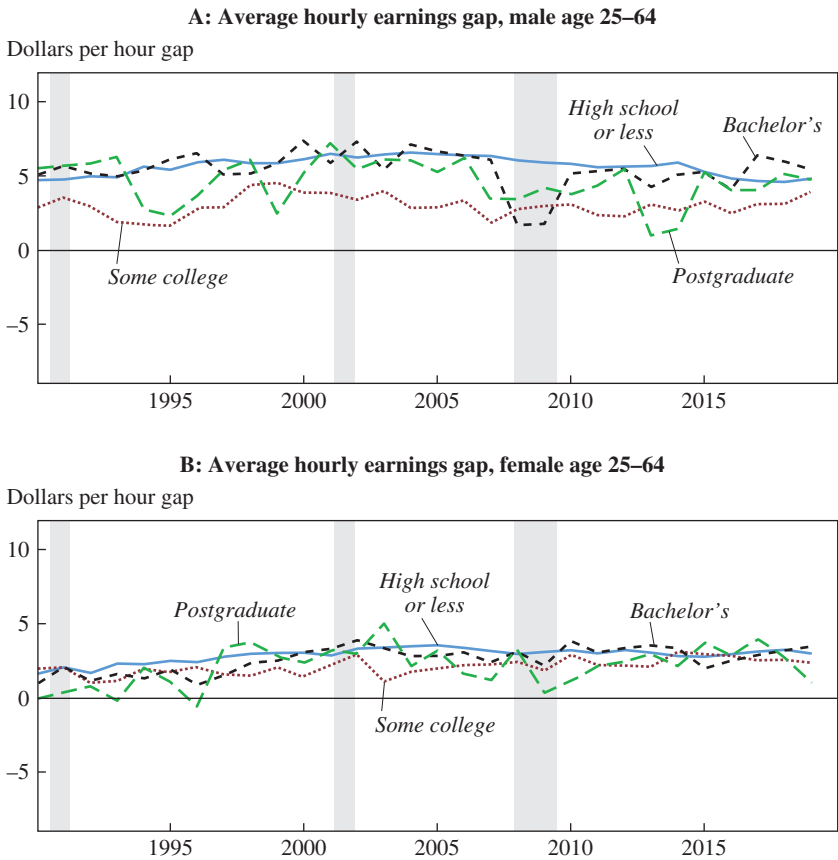 A: Average hourly earnings gap, male age 25–64
Dollars per hour gap
10
High school
or less
Bachelor's
5
0
Some college
Postgraduate
–5
1995 2000 2005 2010 2015
B: Average hourly earnings gap, female age 25–64
Dollars per hour gap
10
High school
or less
Postgraduate
Bachelor's
5
0
Some college
–5
1995 2000 2005 2010 2015